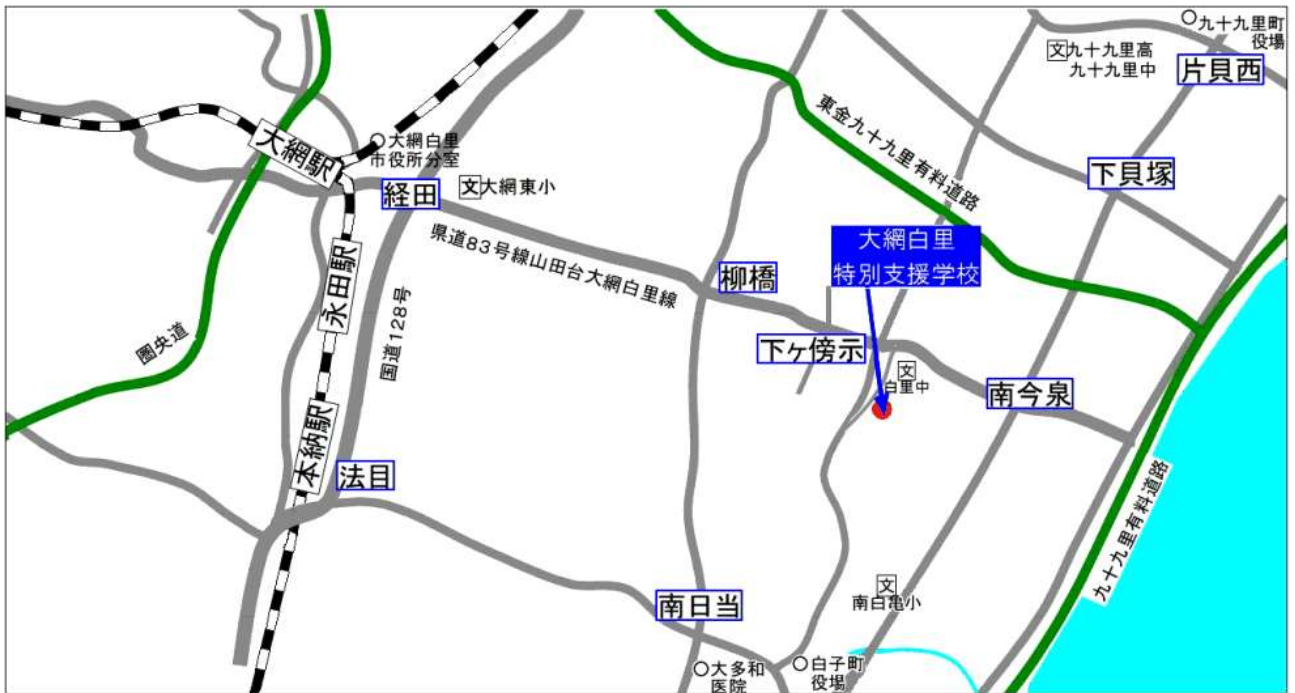 九十九里町
役場
九十九里高
九十九里中
片貝西
大網駅
大網白里
市役所分室
東金九十九里有料道路
下貝塚
経田
大網東小
県道83号線山田台大網白里線
大網白里
特別支援学校
柳橋
永田駅
国道128号
圏央道
下ヶ傍示
文
文
文
文
白里中
南今泉
本納駅
法目
九十九里有料道路
南白亀小
南日当
大多和
医院
白子町
役場